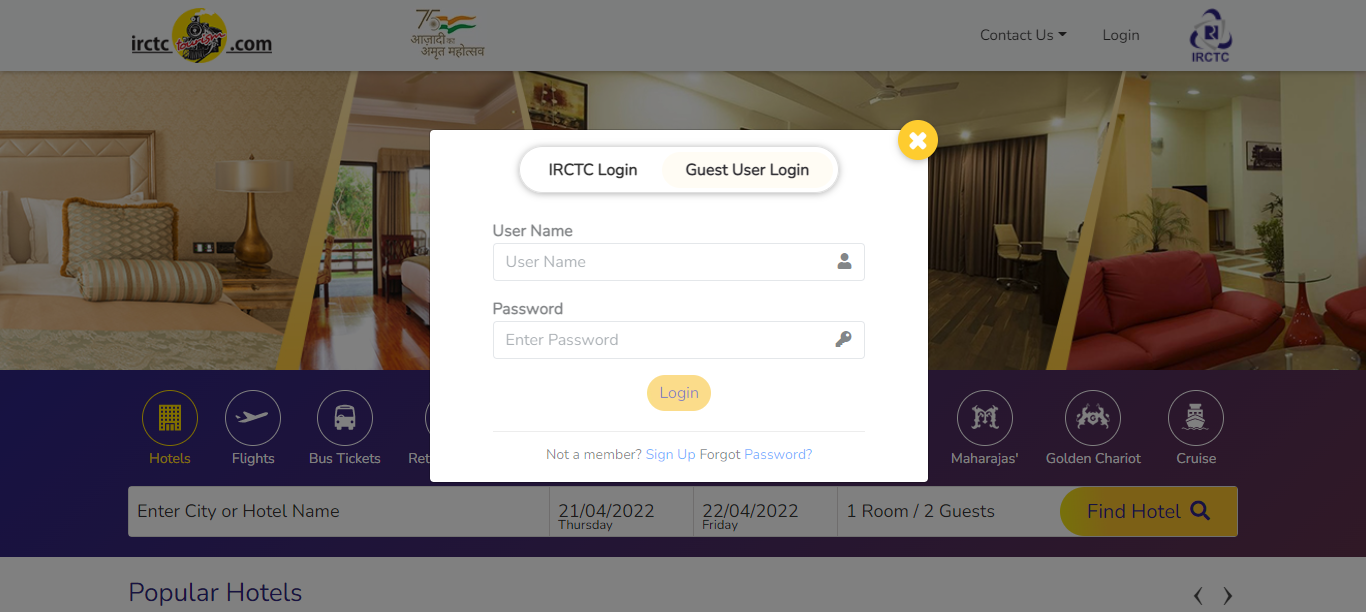 irctc tourism .com
75
आज़ादी का
अमृत महोत्सव
Contact Us
Login
IRCTC
IRCTC Login
Guest User Login
User Name
User Name
Password
Enter Password
Login
Not a member? Sign Up Forgot Password?
Hotels
Flights
Bus Tickets
Ret
Maharajas'
Golden Chariot
Cruise
Enter City or Hotel Name
21/04/2022
Thursday
22/04/2022
Friday
1 Room / 2 Guests
Find Hotel
Popular Hotels